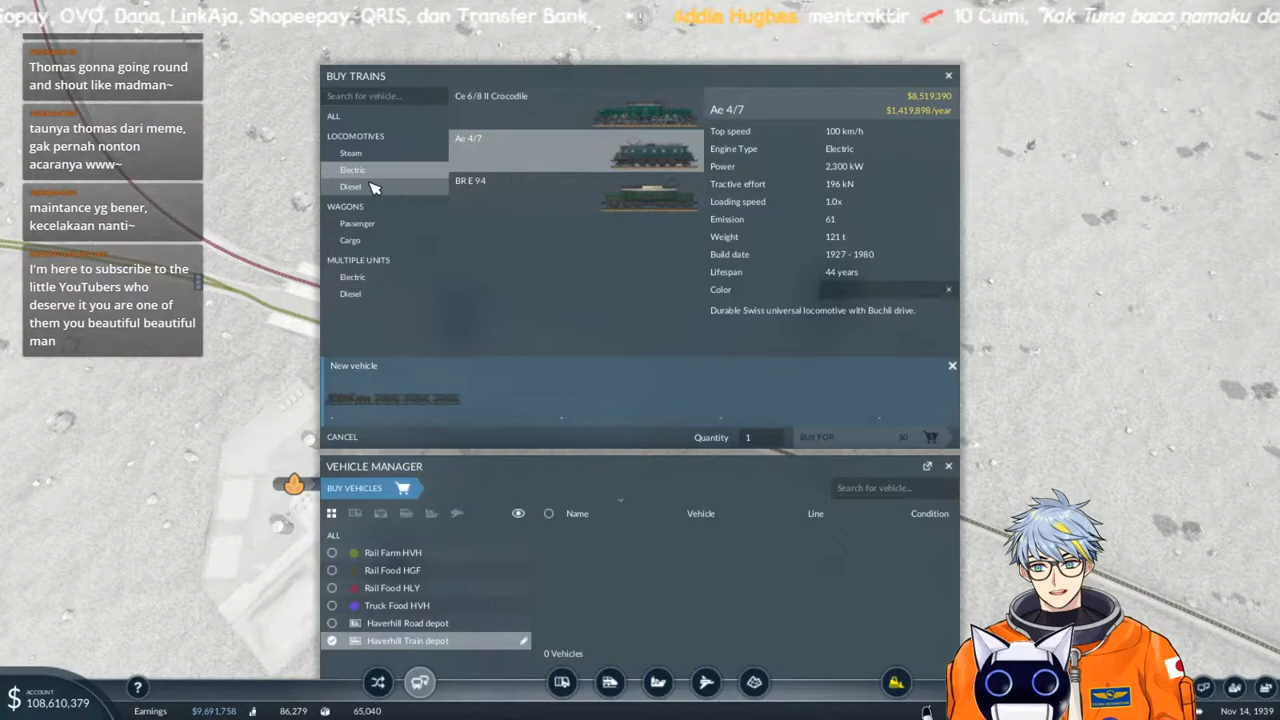 opay, OVO, Dana, LinkAja, Shopeepay, QRIS, dan Transfer Bank.
Addie Hughes mentraktir 10 Cumi, "Kak Tuna baca namaku da
Thomas gonna going round
and shout like madman~
taunya thomas dari meme,
gak pernah nonton
acaranya www~
maintance yg bener,
kecelakaan nanti~
I'm here to subscribe to the
little YouTubers who
deserve it you are one of
them you beautiful beautiful
man
BUY TRAINS
Search for vehicle...
ALL
LOCOMOTIVES
Steam
Electric
Diesel
WAGONS
Passenger
Cargo
MULTIPLE UNITS
Electric
Diesel
Ce 6/8 II Crocodile
Ae 4/7
BR E 94
$8,519,390
Ae 4/7
$1,419,898/year
Top speed 100 km/h
Engine Type Electric
Power 2,300 kW
Tractive effort 196 kN
Loading speed 1.0x
Emission 61
Weight 121 t
Build date 1927 - 1980
Lifespan 44 years
Color
Durable Swiss universal locomotive with Buchli drive.
New vehicle
CANCEL
Quantity 1
BUY FOR $0
VEHICLE MANAGER
BUY VEHICLES
Search for vehicle...
Name Vehicle Line Condition
ALL
Rail Farm HVH
Rail Food HGF
Rail Food HLY
Truck Food HVH
Haverhill Road depot
Haverhill Train depot
0 Vehicles
$ ACCOUNT
108,610,379
?
Earnings $9,691,758 86,279 65,040
Nov 14, 1939